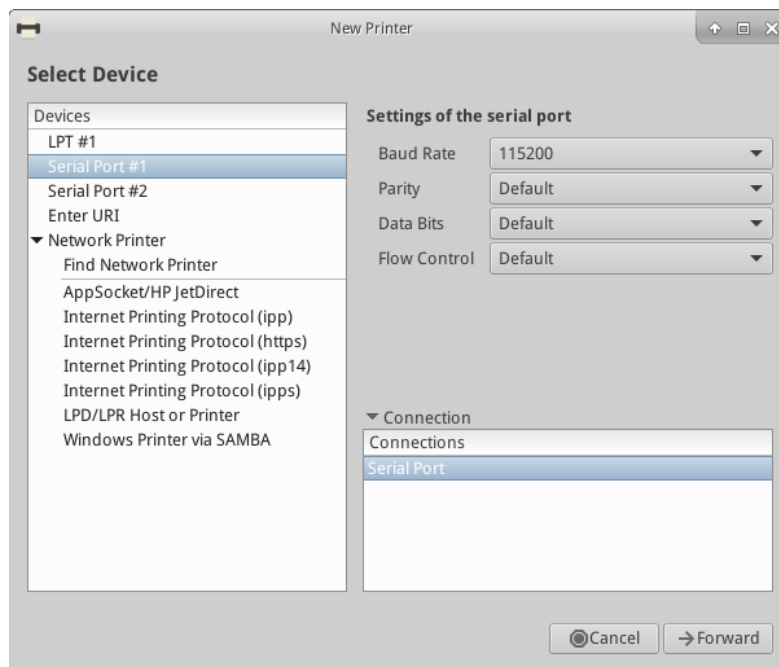 New Printer
Select Device
Devices
LPT #1
Serial Port #1
Serial Port #2
Enter URI
Network Printer
Find Network Printer
AppSocket/HP JetDirect
Internet Printing Protocol (ipp)
Internet Printing Protocol (https)
Internet Printing Protocol (ipp14)
Internet Printing Protocol (ipps)
LPD/LPR Host or Printer
Windows Printer via SAMBA
Settings of the serial port
Baud Rate 115200
Parity Default
Data Bits Default
Flow Control Default
Connection
Connections
Serial Port
Cancel Forward